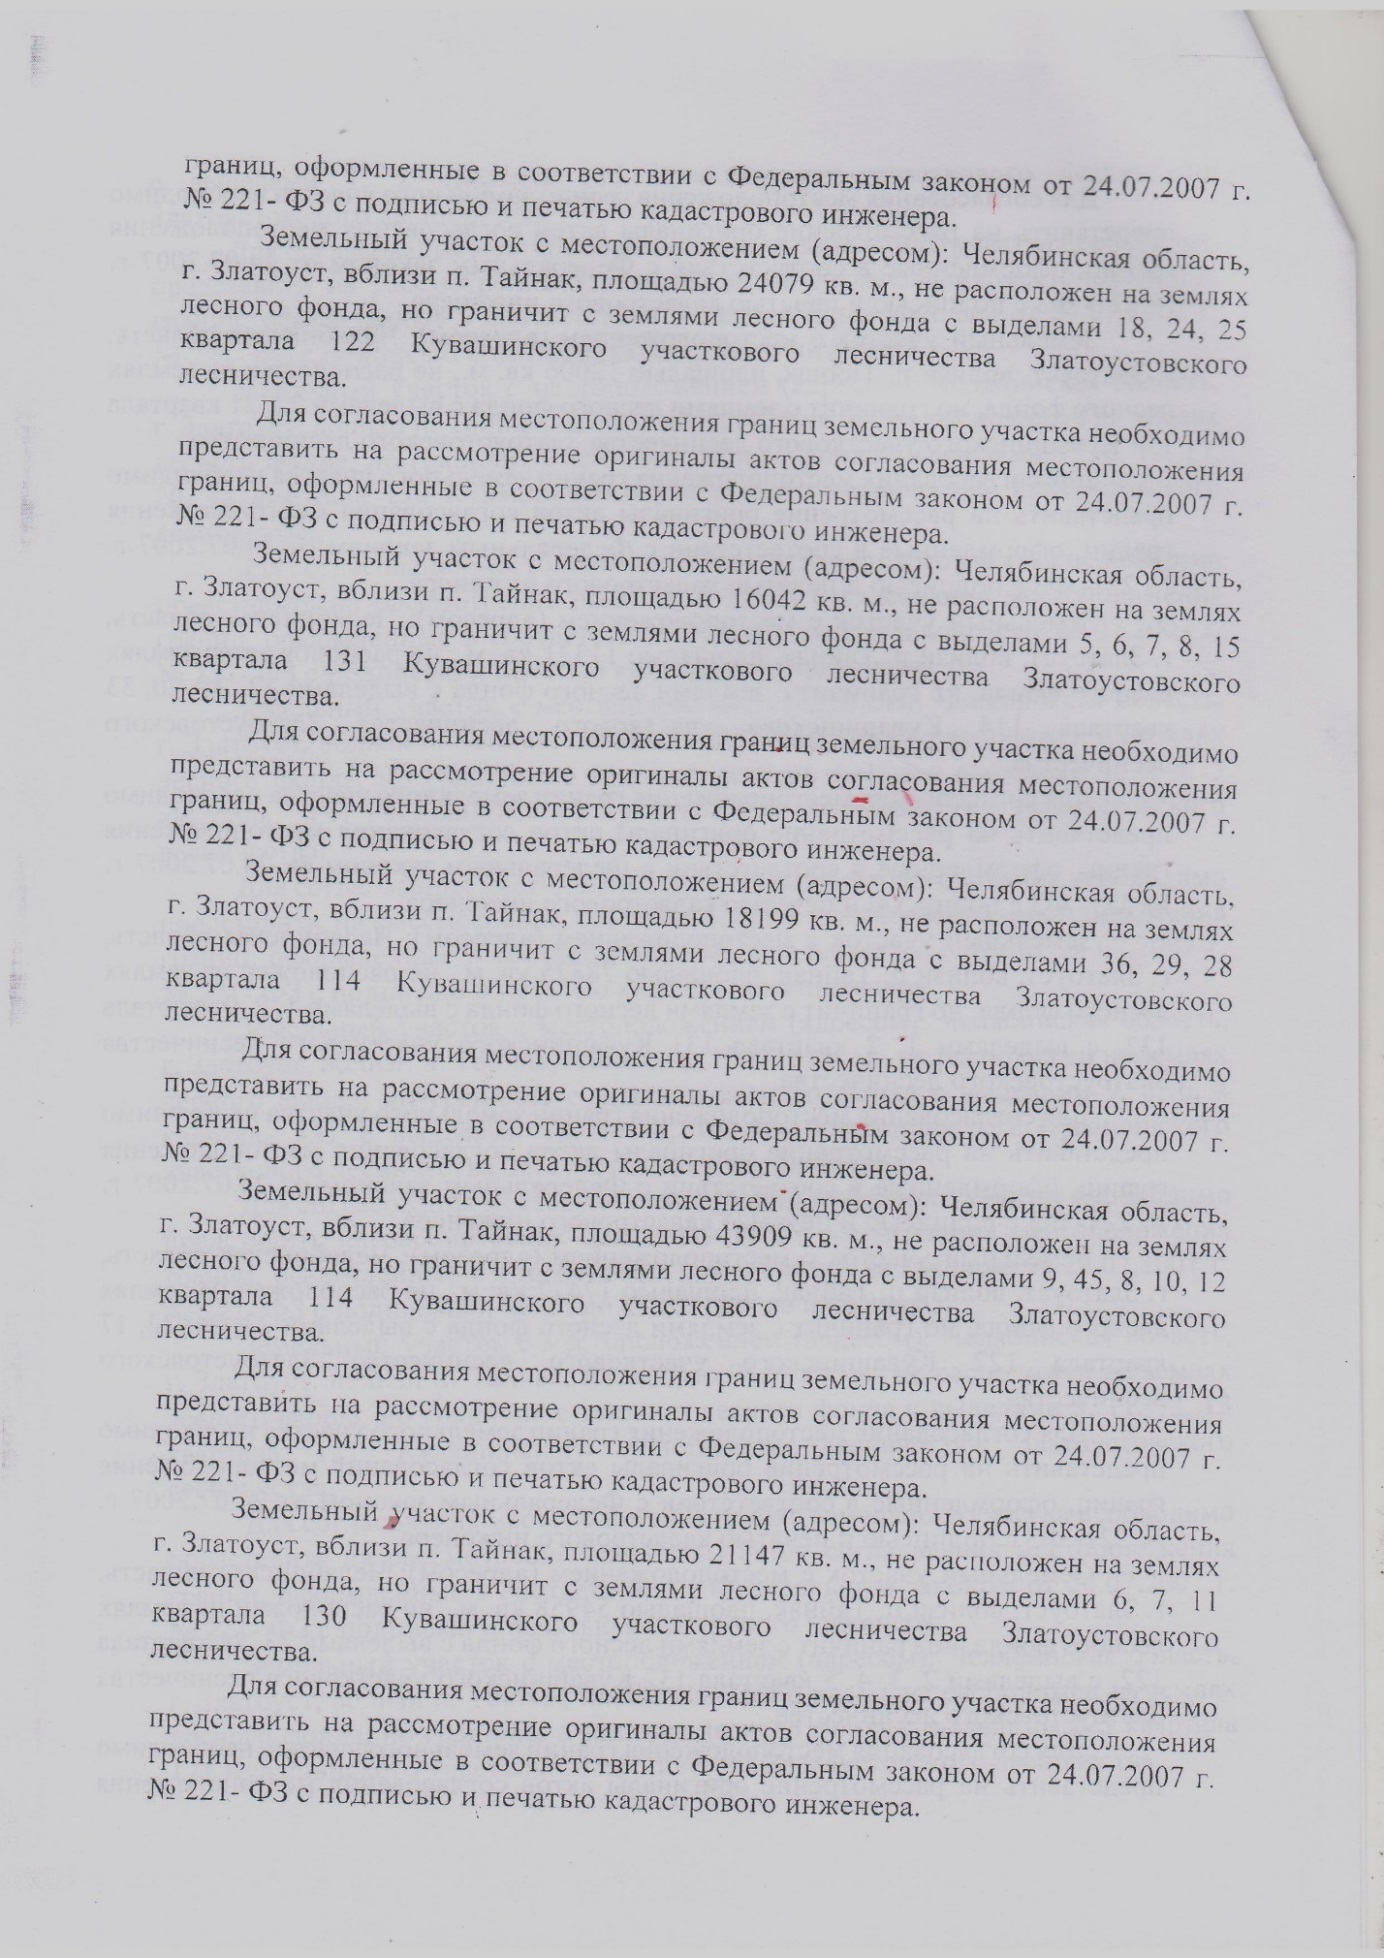 границ, оформленные в соответствии с Федеральным законом от 24.07.2007 г.
№ 221- ФЗ с подписью и печатью кадастрового инженера.
Земельный участок с местоположением (адресом): Челябинская область,
г. Златоуст, вблизи п. Тайнак, площадью 24079 кв. м., не расположен на землях
лесного фонда, но граничит с землями лесного фонда с выделами 18, 24, 25
квартала 122 Кувашинского участкового лесничества Златоустовского
лесничества.
Для согласования местоположения границ земельного участка необходимо
представить на рассмотрение оригиналы актов согласования местоположения
границ, оформленные в соответствии с Федеральным законом от 24.07.2007 г.
№ 221- ФЗ с подписью и печатью кадастрового инженера.
Земельный участок с местоположением (адресом): Челябинская область,
г. Златоуст, вблизи п. Тайнак, площадью 16042 кв. м., не расположен на землях
лесного фонда, но граничит с землями лесного фонда с выделами 5, 6, 7, 8, 15
квартала 131 Кувашинского участкового лесничества Златоустовского
лесничества.
Для согласования местоположения границ земельного участка необходимо
представить на рассмотрение оригиналы актов согласования местоположения
границ, оформленные в соответствии с Федеральным законом от 24.07.2007 г.
№ 221- ФЗ с подписью и печатью кадастрового инженера.
Земельный участок с местоположением (адресом): Челябинская область,
г. Златоуст, вблизи п. Тайнак, площадью 18199 кв. м., не расположен на землях
лесного фонда, но граничит с землями лесного фонда с выделами 36, 29, 28
квартала 114 Кувашинского участкового лесничества Златоустовского
лесничества.
Для согласования местоположения границ земельного участка необходимо
представить на рассмотрение оригиналы актов согласования местоположения
границ, оформленные в соответствии с Федеральным законом от 24.07.2007 г.
№ 221- ФЗ с подписью и печатью кадастрового инженера.
Земельный участок с местоположением (адресом): Челябинская область,
г. Златоуст, вблизи п. Тайнак, площадью 43909 кв. м., не расположен на землях
лесного фонда, но граничит с землями лесного фонда с выделами 9, 45, 8, 10, 12
квартала 114 Кувашинского участкового лесничества Златоустовского
лесничества.
Для согласования местоположения границ земельного участка необходимо
представить на рассмотрение оригиналы актов согласования местоположения
границ, оформленные в соответствии с Федеральным законом от 24.07.2007 г.
№ 221- ФЗ с подписью и печатью кадастрового инженера.
Земельный участок с местоположением (адресом): Челябинская область,
г. Златоуст, вблизи п. Тайнак, площадью 21147 кв. м., не расположен на землях
лесного фонда, но граничит с землями лесного фонда с выделами 6, 7, 11
квартала 130 Кувашинского участкового лесничества Златоустовского
лесничества.
Для согласования местоположения границ земельного участка необходимо
представить на рассмотрение оригиналы актов согласования местоположения
границ, оформленные в соответствии с Федеральным законом от 24.07.2007 г.
№ 221- ФЗ с подписью и печатью кадастрового инженера.